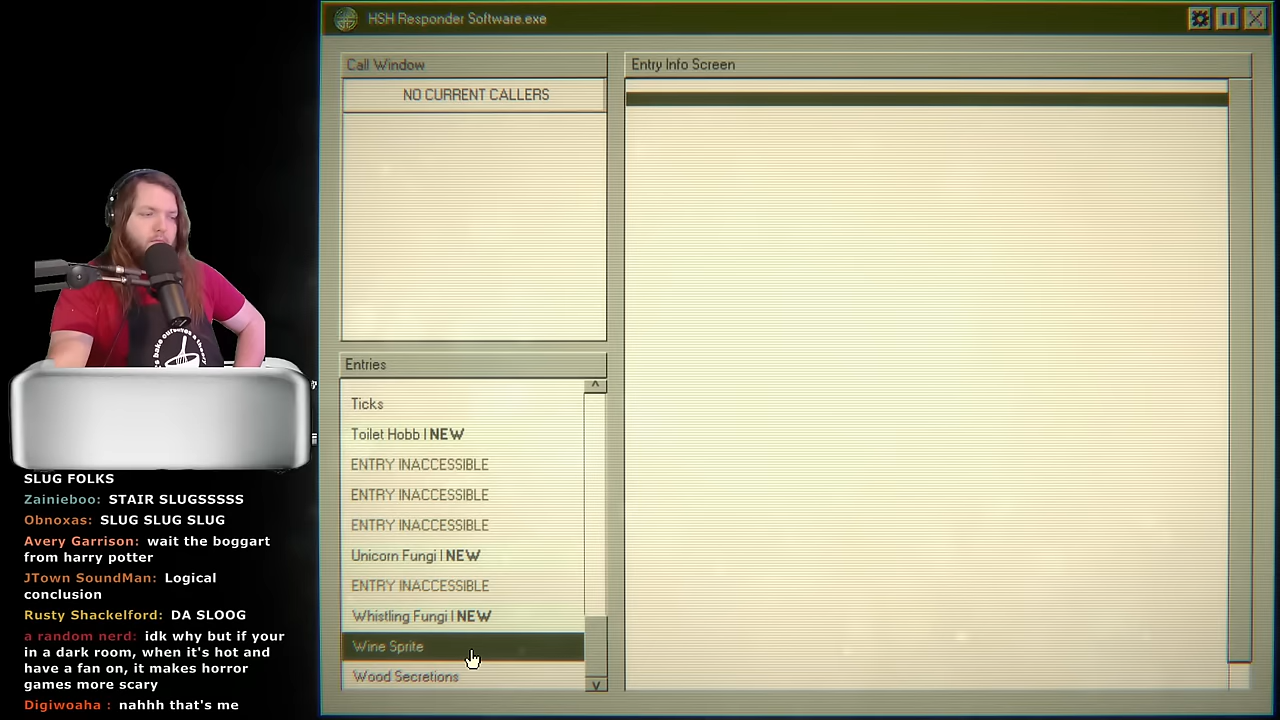 HSH Responder Software.exe
Call Window
NO CURRENT CALLERS
Entry Info Screen
Entries
Ticks
Toilet Hobb | NEW
ENTRY INACCESSIBLE
ENTRY INACCESSIBLE
ENTRY INACCESSIBLE
Unicorn Fungi | NEW
ENTRY INACCESSIBLE
Whistling Fungi | NEW
Wine Sprite
Wood Secretions
SLUG FOLKS
Zainieboo: STAIR SLUGSSSSS
Obnoxas: SLUG SLUG SLUG
Avery Garrison: wait the boggart
from harry potter
JTown SoundMan: Logical
conclusion
Rusty Shackelford: DA SLOOG
a random nerd: idk why but if your
in a dark room, when it's hot and
have a fan on, it makes horror
games more scary
Digiwoaha : nahhh that's me